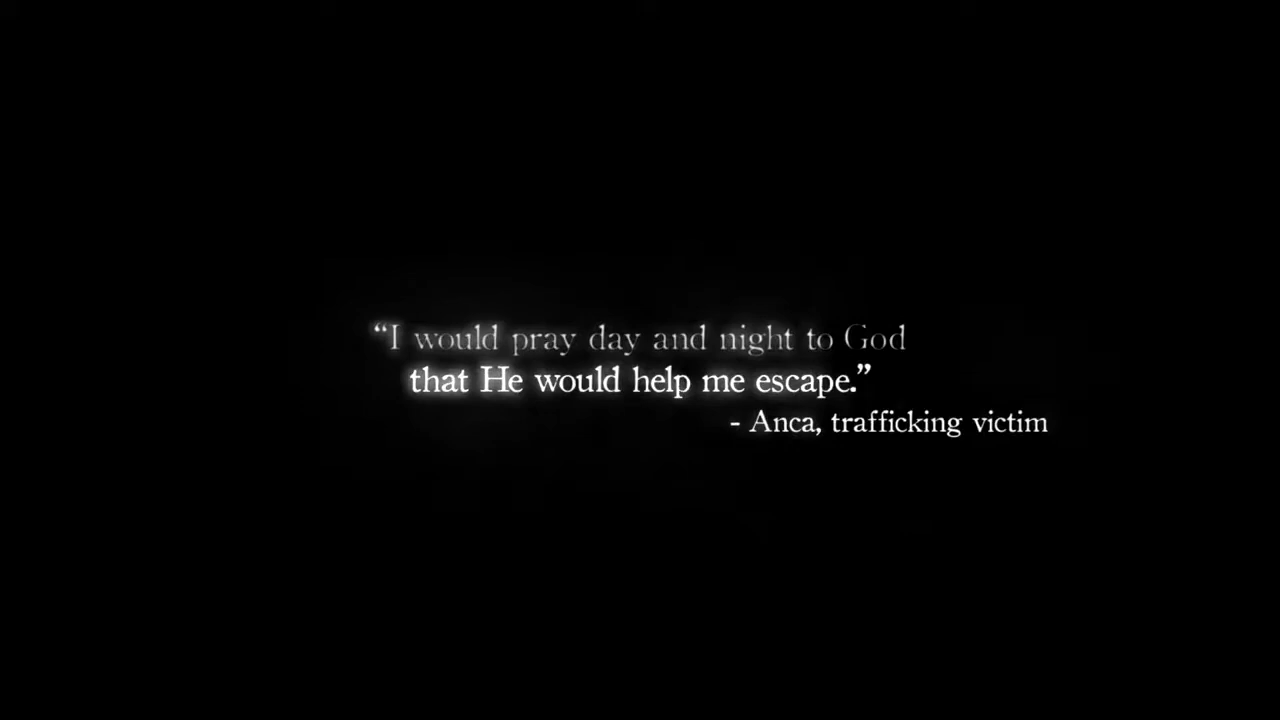 “I would pray day and night to God
that He would help me escape.”
- Anca, trafficking victim